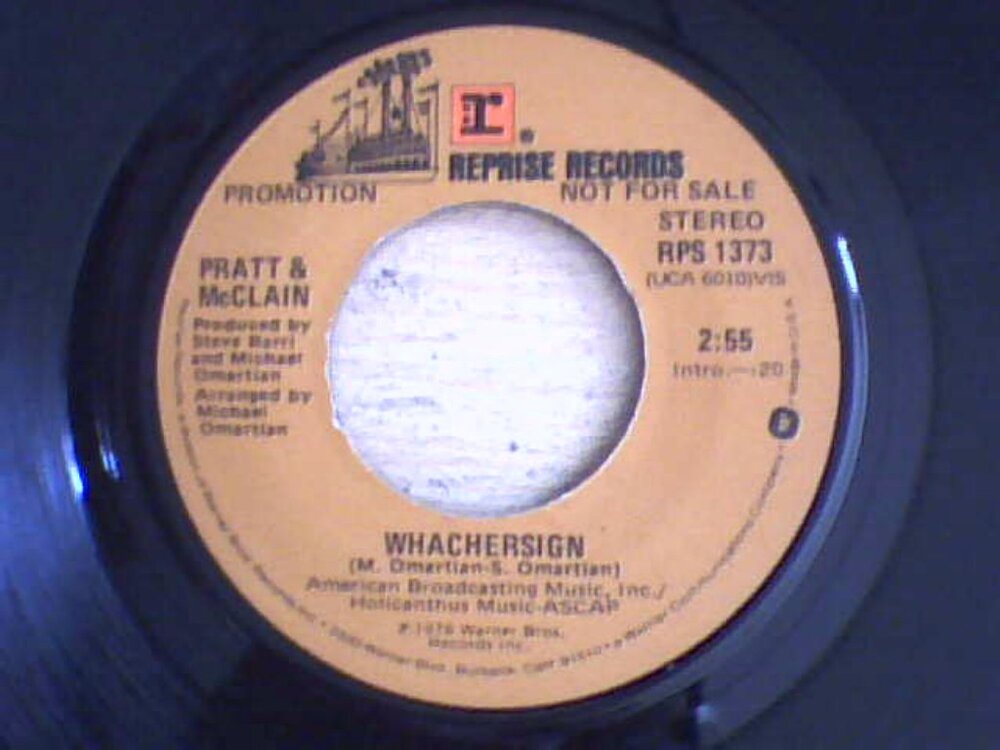 r
REPRISE RECORDS
PROMOTION NOT FOR SALE
STEREO
RPS 1373
(UCA 6010)V1S
PRATT &
McCLAIN
Produced by
Steve Barri
and Michael
Omartian
Arranged by
Michael
Omartian
2:55
Intro.—:20
WHACHERSIGN
(M. Omartian-S. Omartian)
American Broadcasting Music, Inc./
Holicanthus Music-ASCAP
℗ 1976 Warner Bros.
Records Inc.